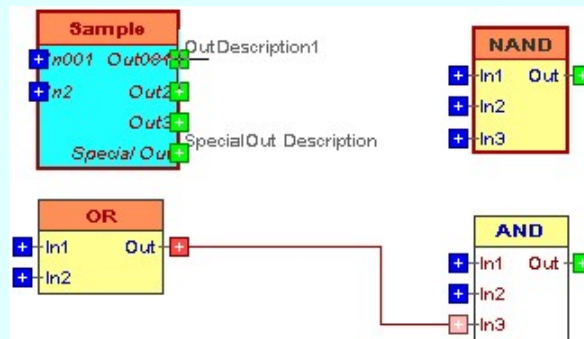 Sample
In001 Out001 OutDescription1
In2 Out2
Out3
Special Out SpecialOut Description
NAND
In1 Out
In2
In3
OR
In1 Out
In2
AND
In1 Out
In2
In3